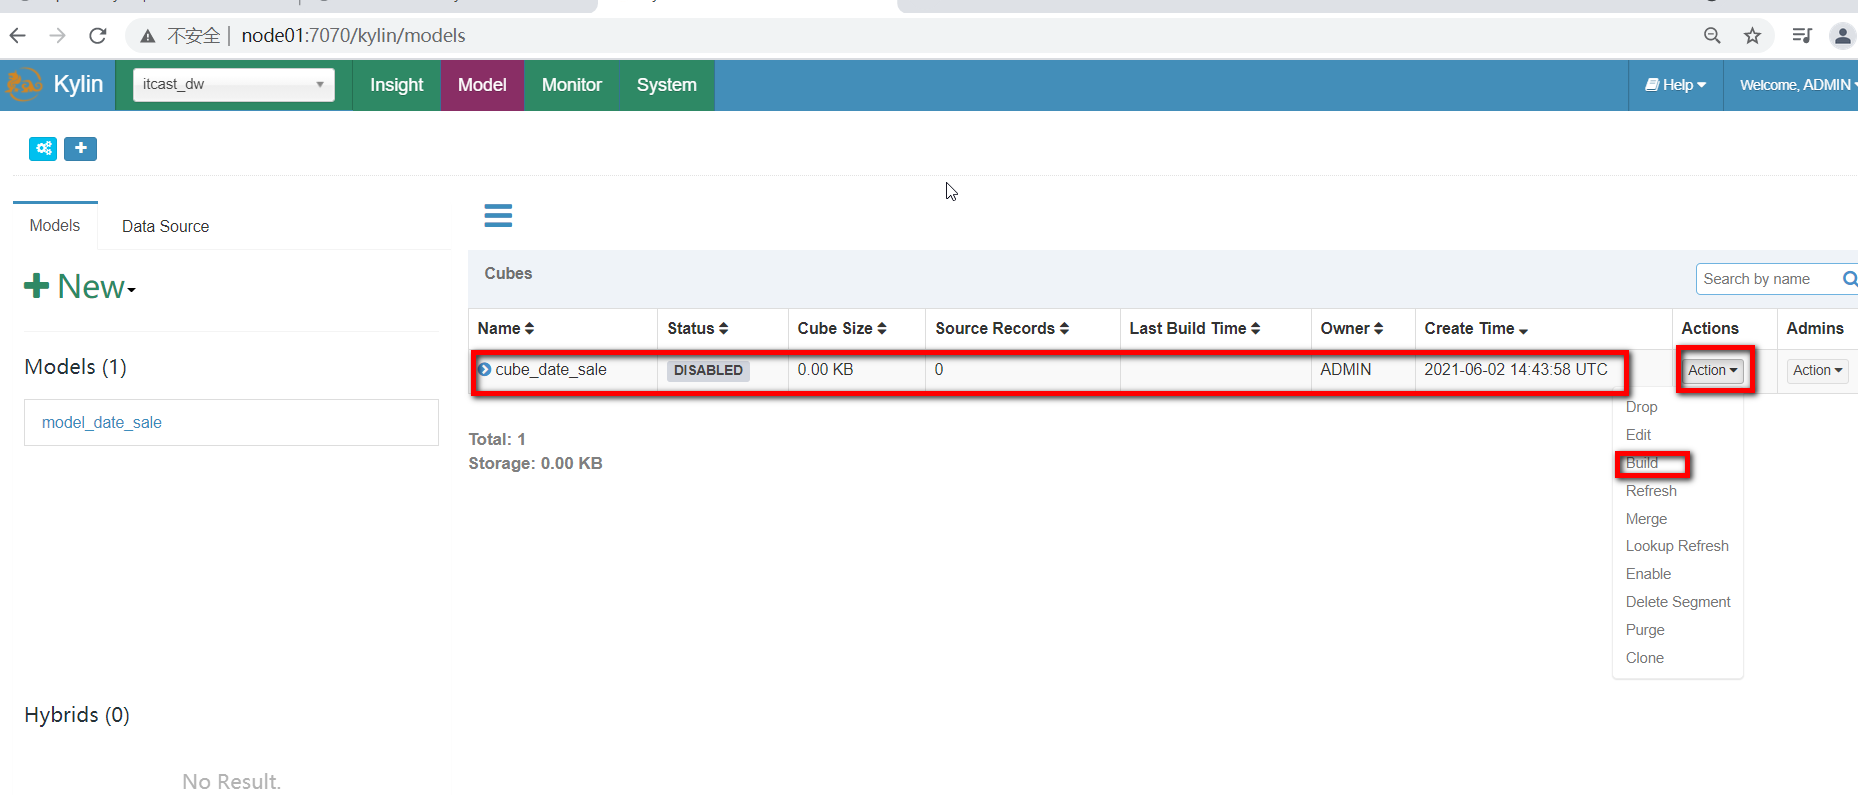 不安全 | node01:7070/kylin/models
Kylin itcast_dw Insight Model Monitor System Help Welcome, ADMIN
Models Data Source
New
Cubes Search by name
Name Status Cube Size Source Records Last Build Time Owner Create Time Actions Admins
cube_date_sale DISABLED 0.00 KB 0 ADMIN 2021-06-02 14:43:58 UTC Action Action
Models (1)
model_date_sale
Total: 1
Storage: 0.00 KB
Drop
Edit
Build
Refresh
Merge
Lookup Refresh
Enable
Delete Segment
Purge
Clone
Hybrids (0)
No Result.